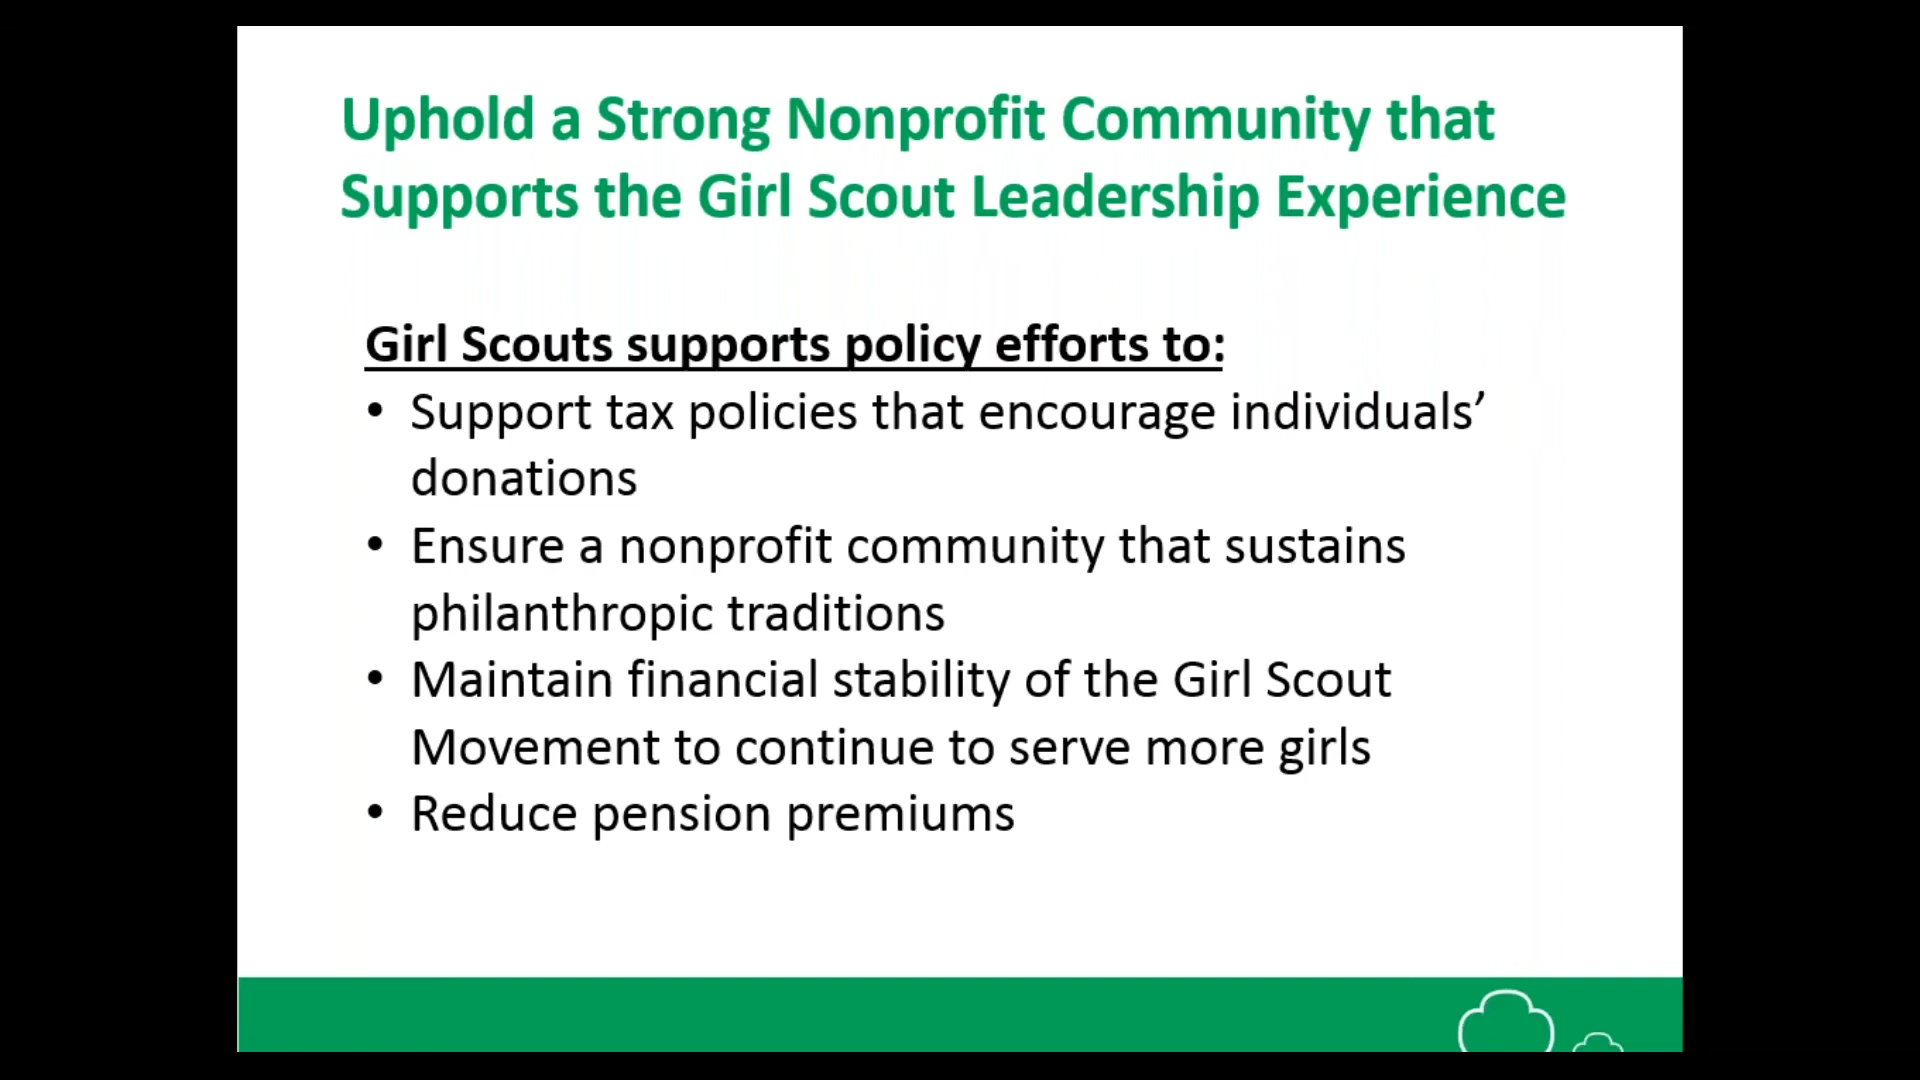 Uphold a Strong Nonprofit Community that
Supports the Girl Scout Leadership Experience
Girl Scouts supports policy efforts to:
• Support tax policies that encourage individuals’
donations
• Ensure a nonprofit community that sustains
philanthropic traditions
• Maintain financial stability of the Girl Scout
Movement to continue to serve more girls
• Reduce pension premiums